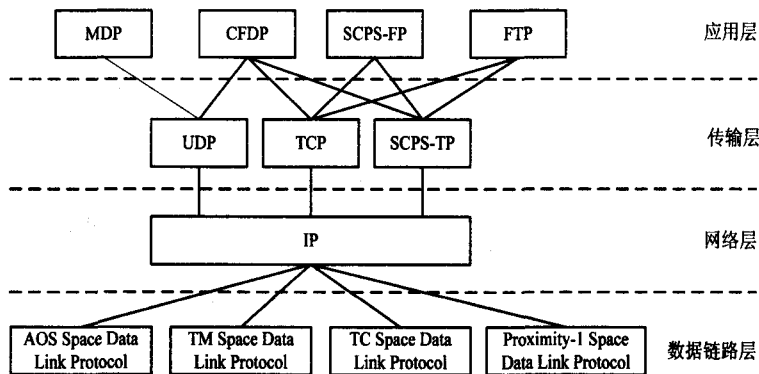 MDP
CFDP
SCPS-FP
FTP
应用层
UDP
TCP
SCPS-TP
传输层
IP
网络层
AOS Space Data
Link Protocol
TM Space Data
Link Protocol
TC Space Data
Link Protocol
Proximity-1 Space
Data Link Protocol
数据链路层